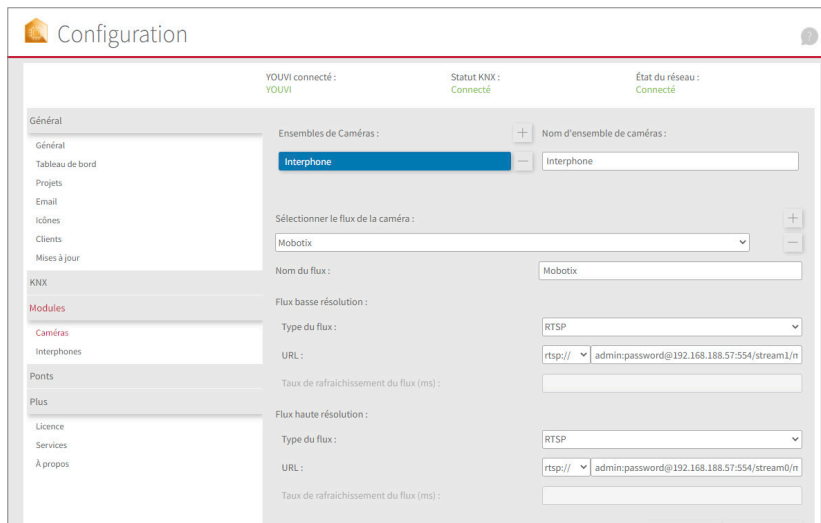 Configuration
?
YOUVI connecté :
YOUVI
Statut KNX :
Connecté
État du réseau :
Connecté
Général
Général
Tableau de bord
Projets
Email
Icônes
Clients
Mises à jour
KNX
Modules
Caméras
Interphones
Ponts
Plus
Licence
Services
À propos
Ensembles de Caméras :
+
Nom d'ensemble de caméras :
Interphone
—
Interphone
Sélectionner le flux de la caméra :
+
Mobotix
—
Nom du flux :
Mobotix
Flux basse résolution :
Type du flux :
RTSP
URL :
rtsp://
admin:password@192.168.188.57:554/stream1/m
Taux de rafraichissement du flux (ms) :
Flux haute résolution :
Type du flux :
RTSP
URL :
rtsp://
admin:password@192.168.188.57:554/stream0/m
Taux de rafraichissement du flux (ms) :